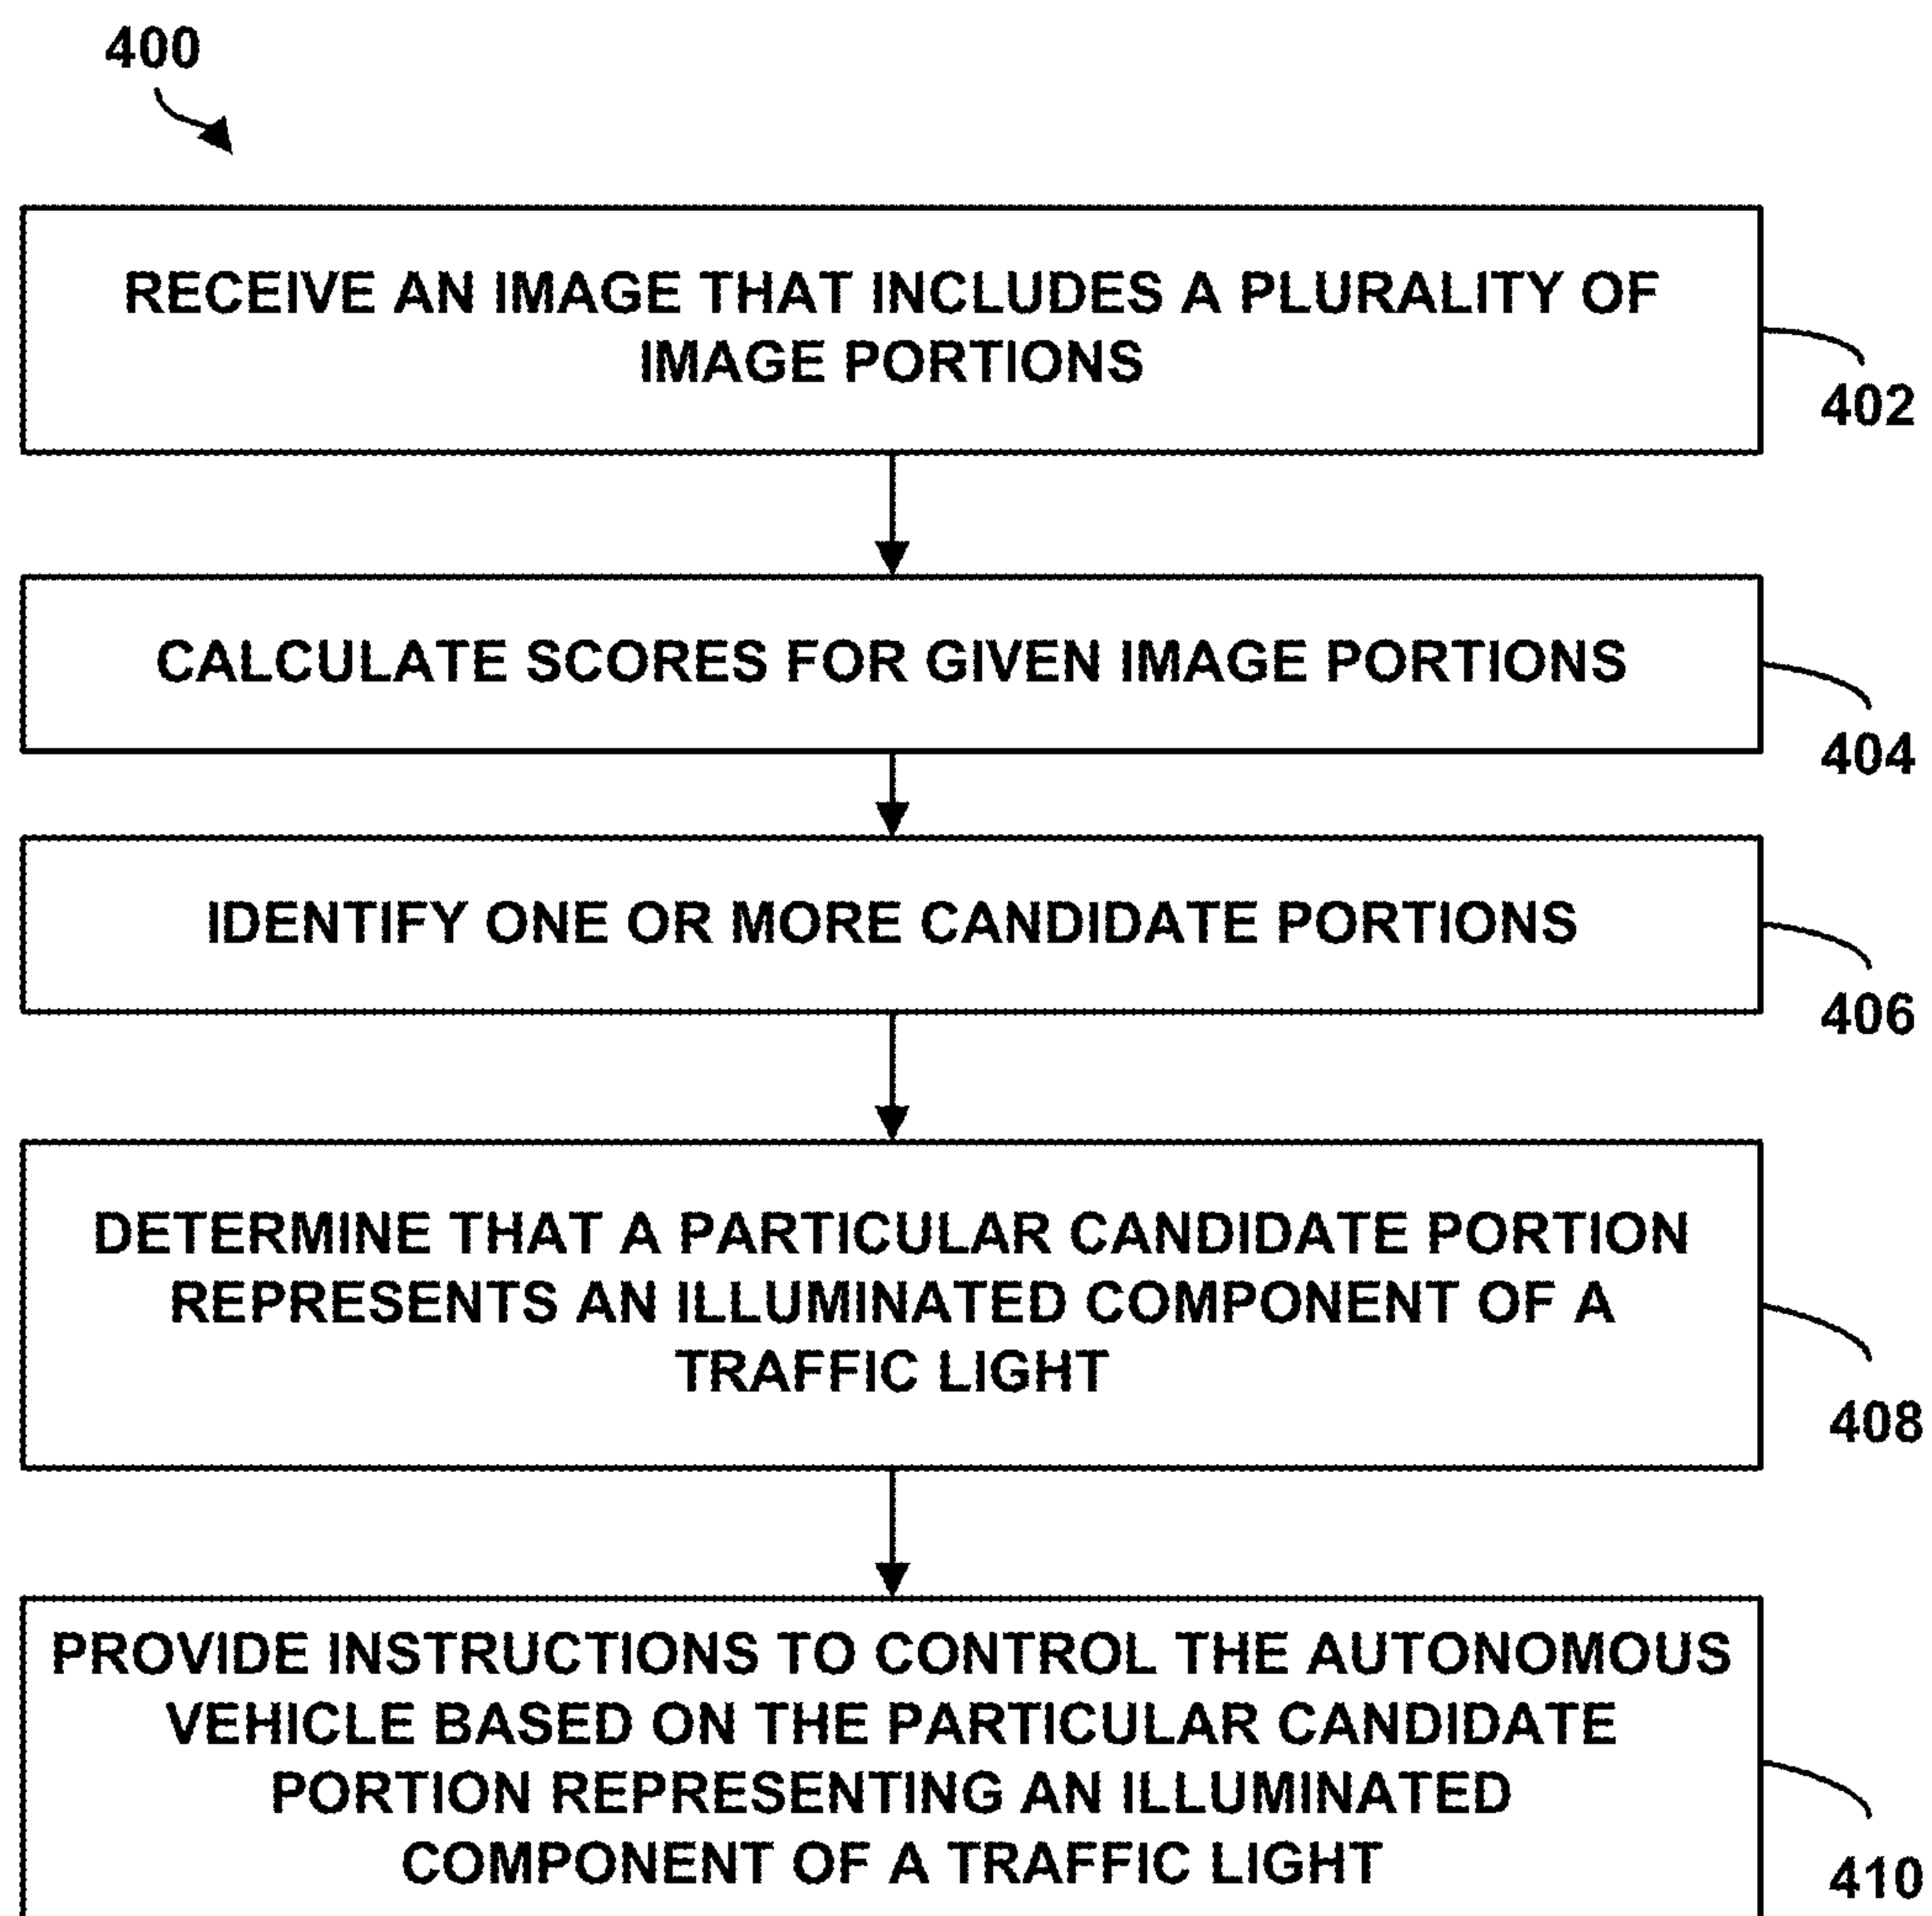 400
RECEIVE AN IMAGE THAT INCLUDES A PLURALITY OF
IMAGE PORTIONS
402
CALCULATE SCORES FOR GIVEN IMAGE PORTIONS
404
IDENTIFY ONE OR MORE CANDIDATE PORTIONS
406
DETERMINE THAT A PARTICULAR CANDIDATE PORTION
REPRESENTS AN ILLUMINATED COMPONENT OF A
TRAFFIC LIGHT
408
PROVIDE INSTRUCTIONS TO CONTROL THE AUTONOMOUS
VEHICLE BASED ON THE PARTICULAR CANDIDATE
PORTION REPRESENTING AN ILLUMINATED
COMPONENT OF A TRAFFIC LIGHT
410